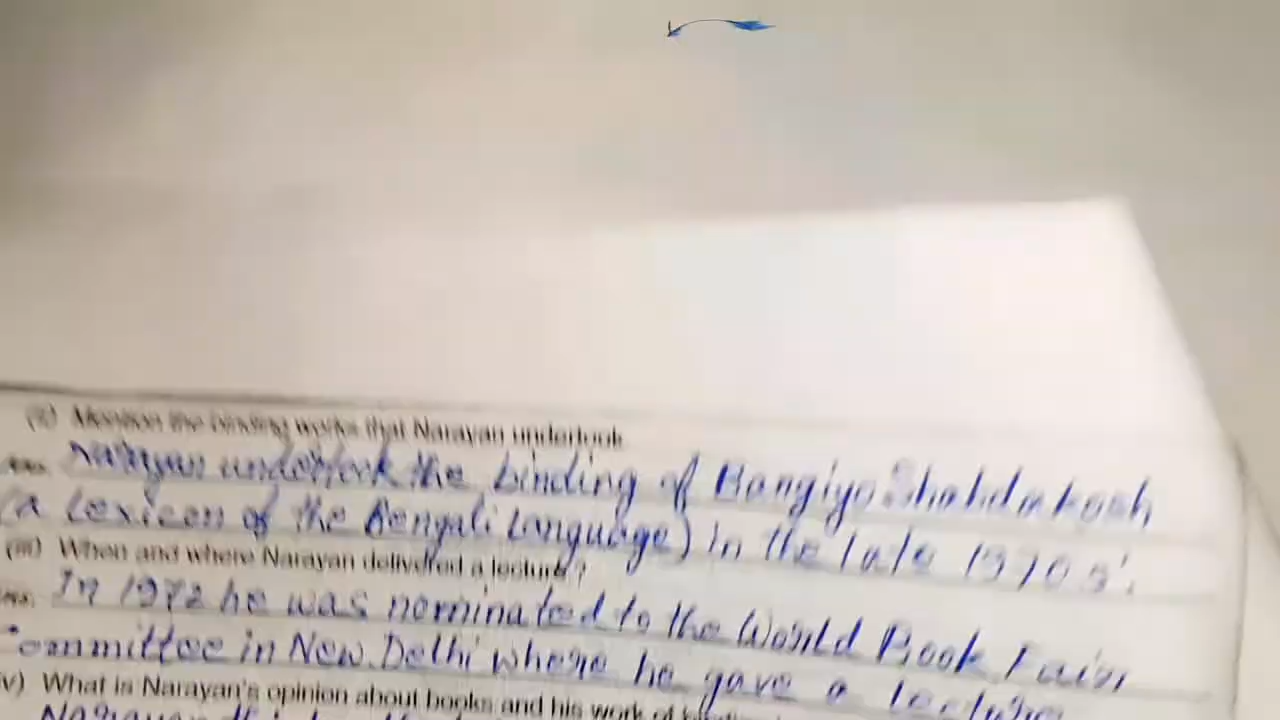 (ii) Mention the binding works that Narayan undertook
Ans. Narayan undertook the binding of Bangiyo Shabdakosh
(a Lexicon of the Bengali Language) in the late 1970s'.
(iii) When and where Narayan delivered a lecture?
Ans. In 1972 he was nominated to the World Book Fair
Committee in New Delhi where he gave a lecture
iv) What is Narayan's opinion about books and his work of